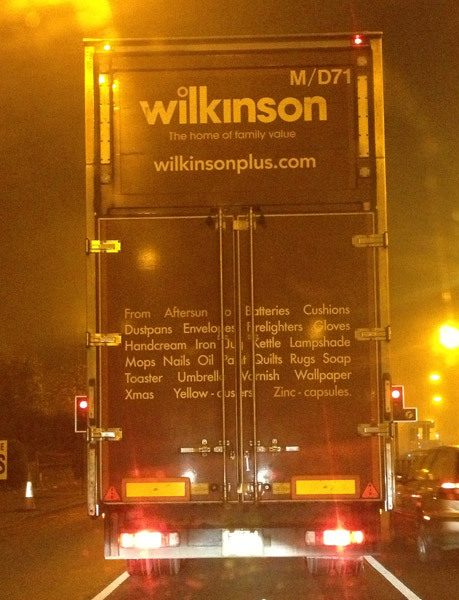 M/D71
wilkinson
The home of family value
wilkinsonplus.com
From Aftersun to Batteries Cushions
Dustpans Envelopes Firelighters Gloves
Handcream Iron Jug Kettle Lampshade
Mops Nails Oil Paint Quilts Rugs Soap
Toaster Umbrella Varnish Wallpaper
Xmas Yellow-dusters Zinc-capsules.